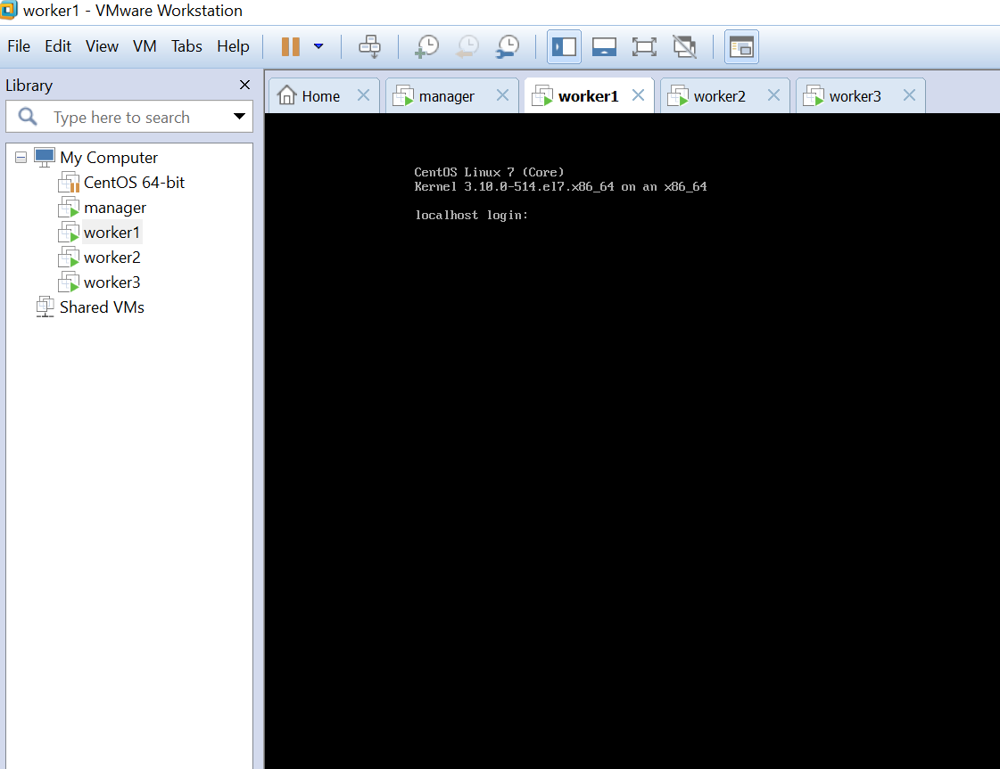 worker1 - VMware Workstation
File Edit View VM Tabs Help
Library
Type here to search
My Computer
CentOS 64-bit
manager
worker1
worker2
worker3
Shared VMs
Home manager worker1 worker2 worker3
CentOS Linux 7 (Core)
Kernel 3.10.0-514.el7.x86_64 on an x86_64
localhost login: